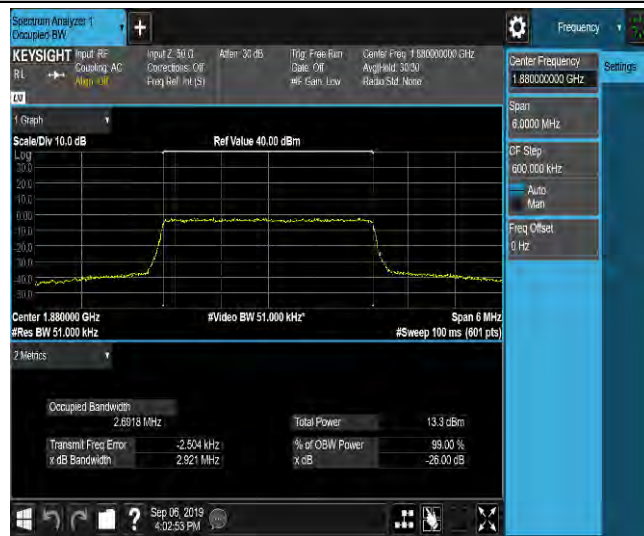 Spectrum Analyzer 1
Occupied BW
+
Frequency
KEYSIGHT
RL
Input: RF
Coupling: AC
Align: Off
Input Z: 50 Ω
Corrections: Off
Freq Ref: Int (S)
Atten: 30 dB
Trig: Free Run
Gate: Off
#IF Gain: Low
Center Freq: 1.880000000 GHz
Avg|Hold: 30/30
Radio Std: None
Center Frequency
1.880000000 GHz
Settings
Span
6.0000 MHz
CF Step
600.000 kHz
Auto
Man
Freq Offset
0 Hz
1 Graph
Scale/Div 10.0 dB
Ref Value 40.00 dBm
Log
30.0
20.0
10.0
0.00
-10.0
-20.0
-30.0
-40.0
-50.0
Center 1.880000 GHz
#Video BW 51.000 kHz*
Span 6 MHz
#Res BW 51.000 kHz
#Sweep 100 ms (601 pts)
2 Metrics
Occupied Bandwidth
2.6918 MHz
Total Power
13.3 dBm
Transmit Freq Error
-2.504 kHz
% of OBW Power
99.00 %
x dB Bandwidth
2.921 MHz
x dB
-26.00 dB
?
Sep 06, 2019
4:02:53 PM